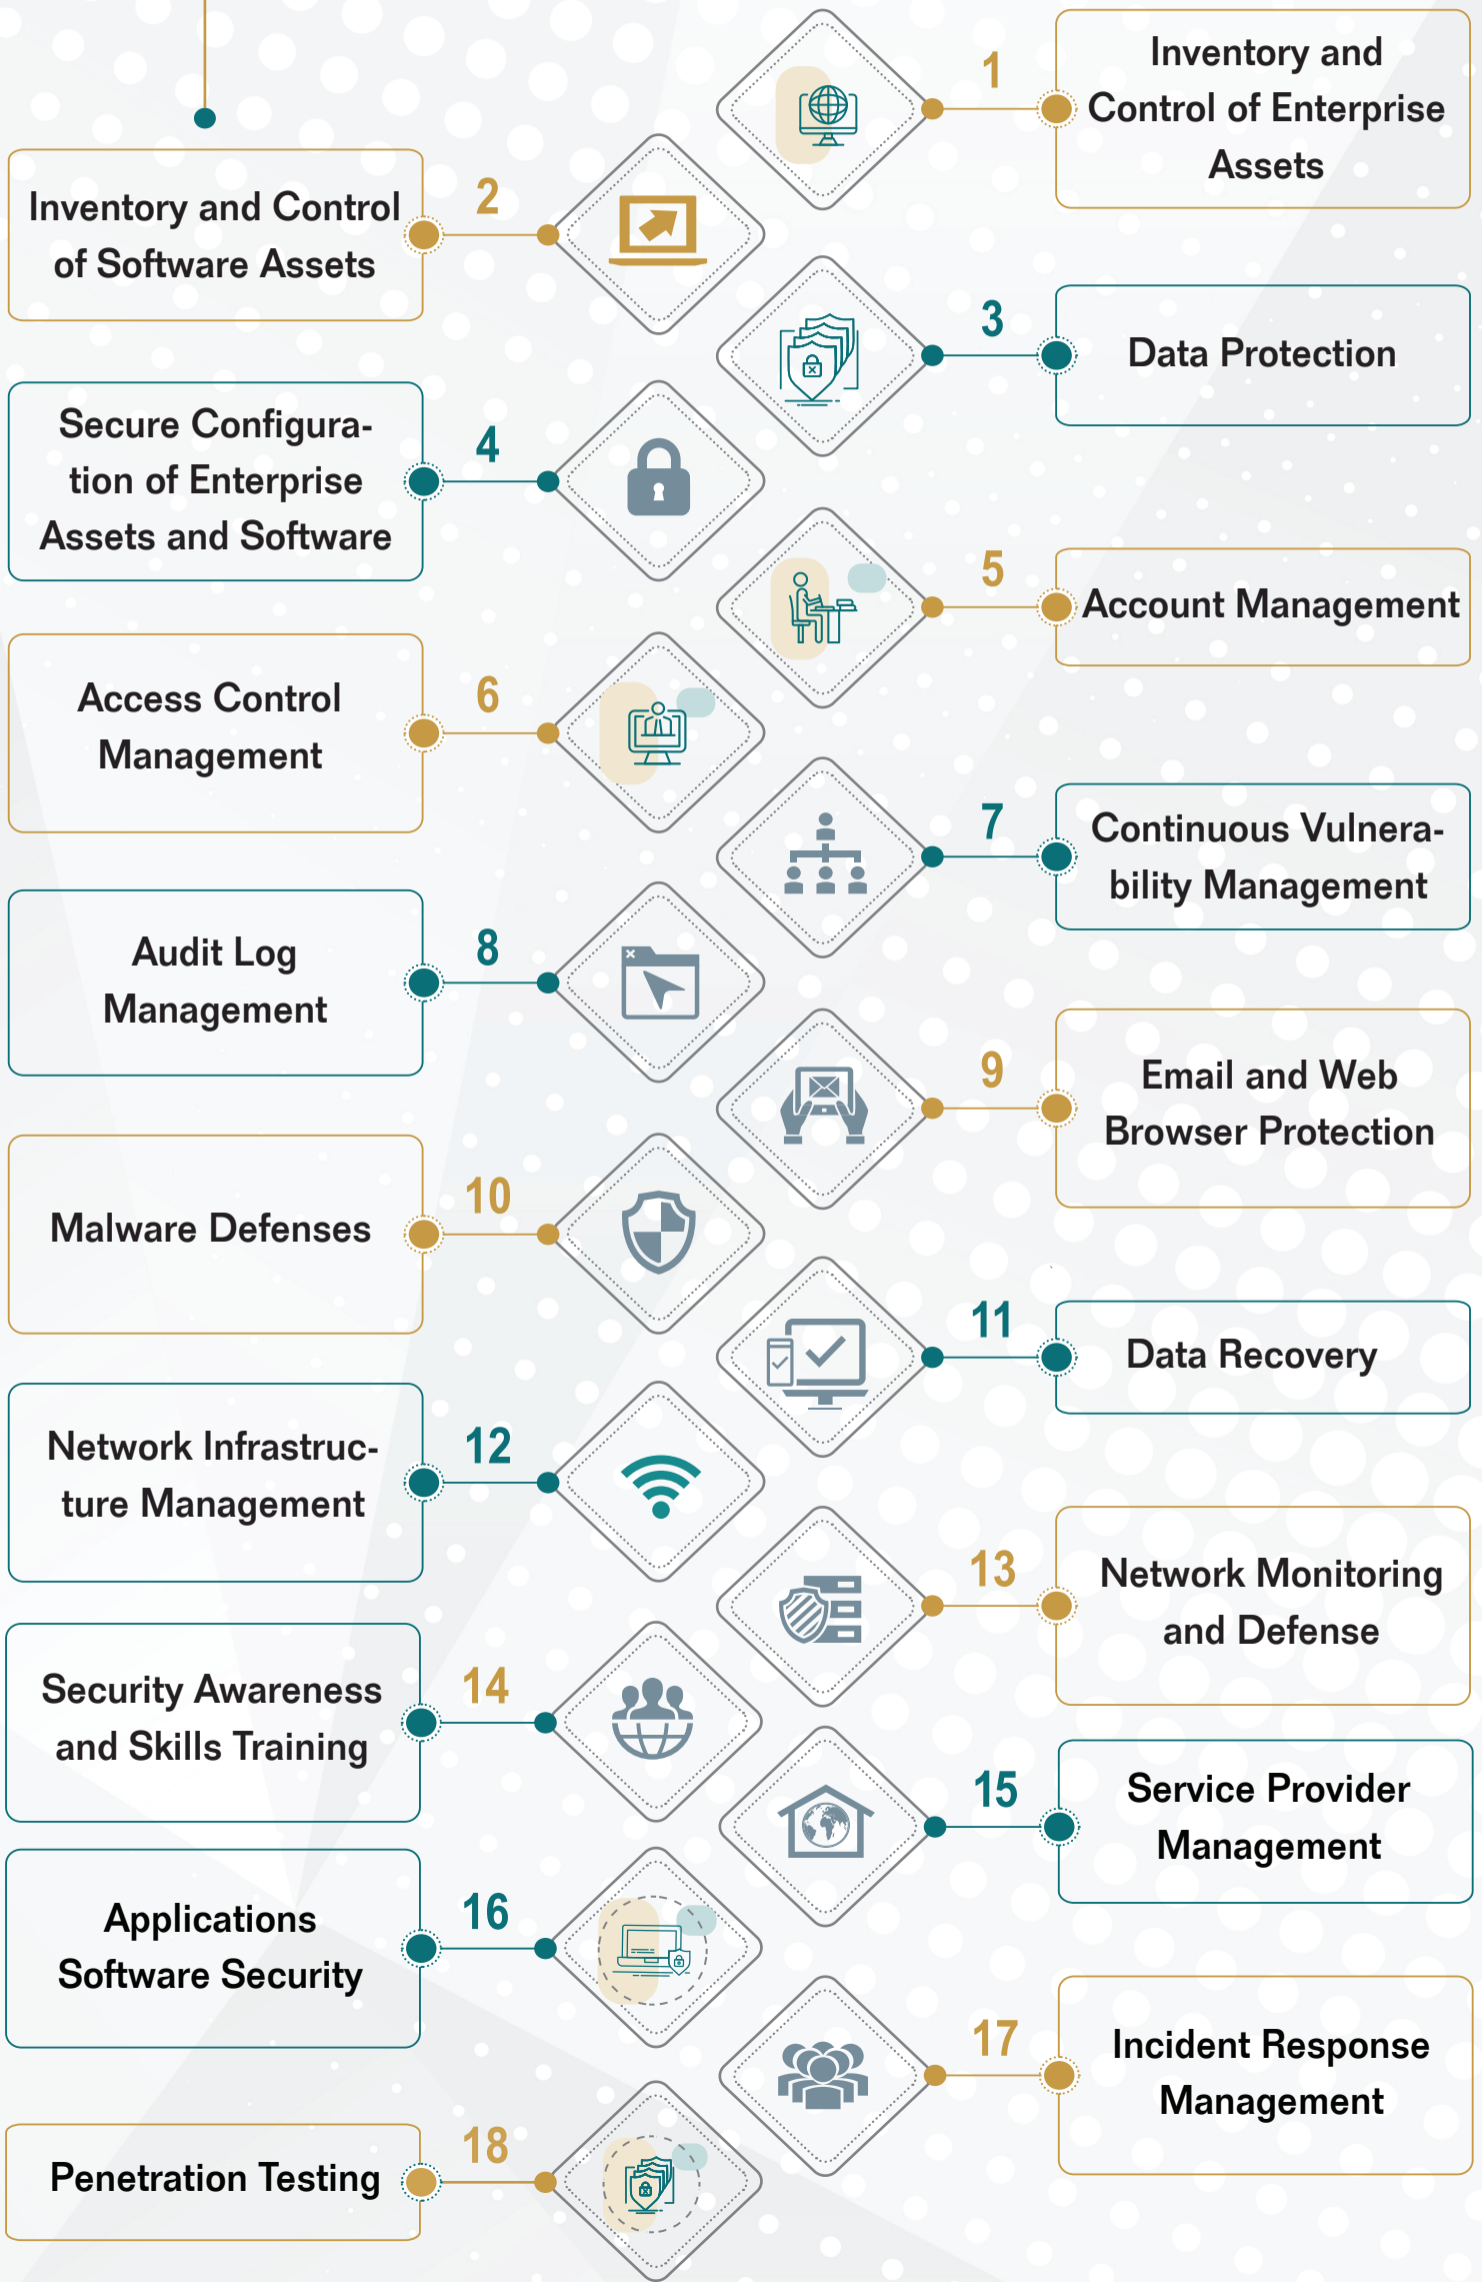 1
Inventory and
Control of Enterprise
Assets
2
Inventory and Control
of Software Assets
3
Data Protection
4
Secure Configura-
tion of Enterprise
Assets and Software
5
Account Management
6
Access Control
Management
7
Continuous Vulnera-
bility Management
8
Audit Log
Management
9
Email and Web
Browser Protection
10
Malware Defenses
11
Data Recovery
12
Network Infrastruc-
ture Management
13
Network Monitoring
and Defense
14
Security Awareness
and Skills Training
15
Service Provider
Management
16
Applications
Software Security
17
Incident Response
Management
18
Penetration Testing